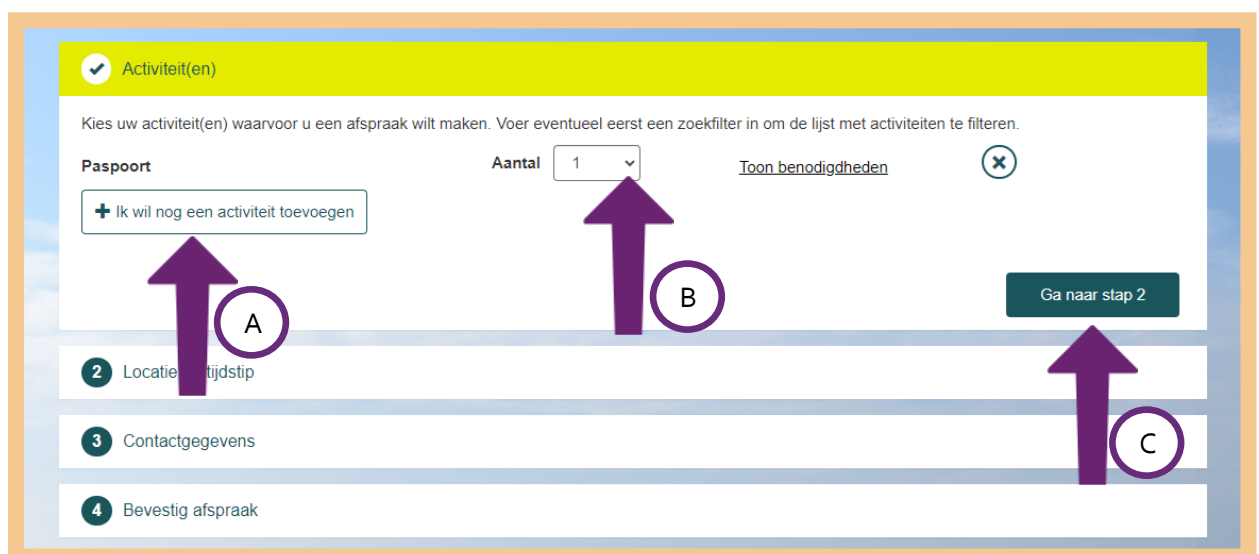 Activiteit(en)
Kies uw activiteit(en) waarvoor u een afspraak wilt maken. Voer eventueel eerst een zoekfilter in om de lijst met activiteiten te filteren.
Paspoort Aantal 1 Toon benodigdheden
+ Ik wil nog een activiteit toevoegen
Ga naar stap 2
A
B
C
2 Locatie tijdstip
3 Contactgegevens
4 Bevestig afspraak